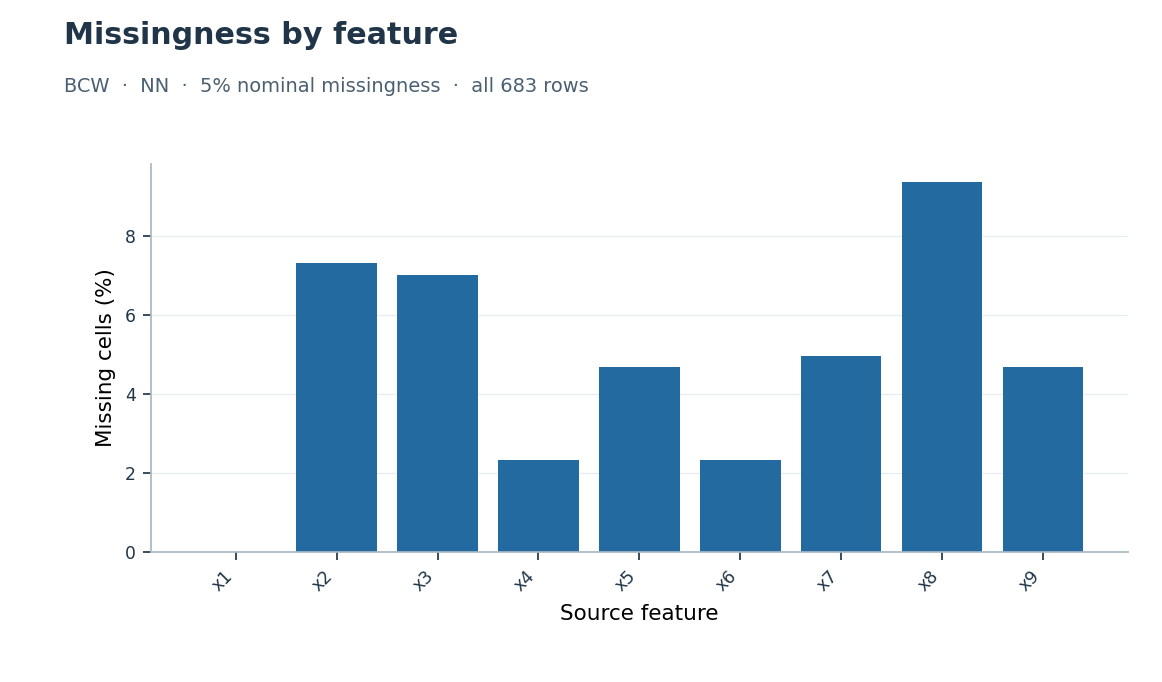 Missingness by feature
BCW · NN · 5% nominal missingness · all 683 rows
Missing cells (%)
8
6
4
2
0
x1 x2 x3 x4 x5 x6 x7 x8 x9
Source feature